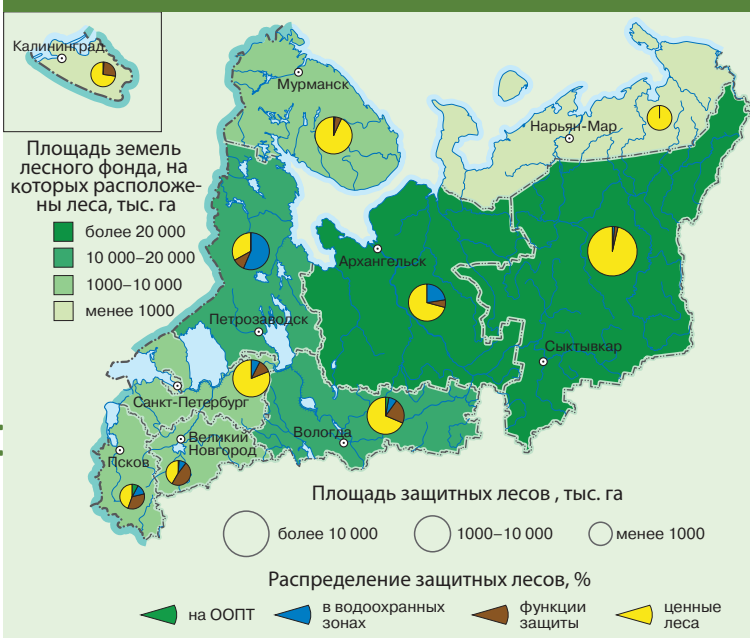 Калининград
Мурманск
Нарьян-Мар
Площадь земель
лесного фонда, на
которых расположе-
ны леса, тыс. га
более 20 000
10 000–20 000
1000–10 000
менее 1000
Архангельск
Петрозаводск
Сыктывкар
Санкт-Петербург
Вологда
Великий
Новгород
Псков
Площадь защитных лесов , тыс. га
более 10 000
1000–10 000
менее 1000
Распределение защитных лесов, %
на ООПТ
в водоохранных
зонах
функции
защиты
ценные
леса